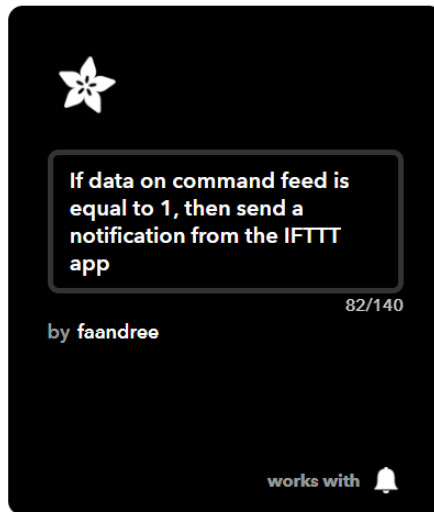 If data on command feed is
equal to 1, then send a
notification from the IFTTT
app
82/140
by faandree
works with